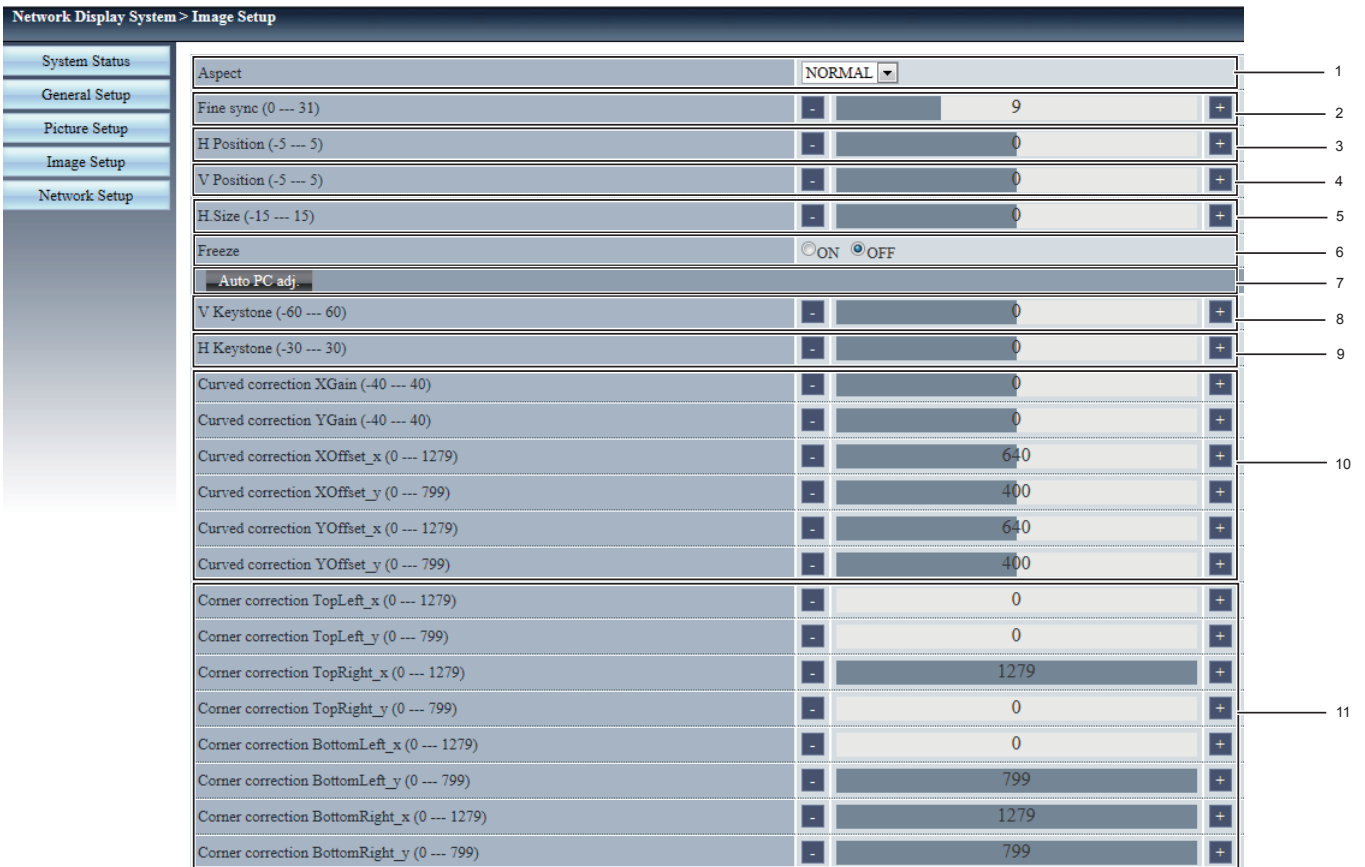 Network Display System > Image Setup
System Status
General Setup
Picture Setup
Image Setup
Network Setup
Aspect NORMAL 1
Fine sync (0 --- 31) - 9 + 2
H Position (-5 --- 5) - 0 + 3
V Position (-5 --- 5) - 0 + 4
H.Size (-15 --- 15) - 0 + 5
Freeze ON OFF 6
Auto PC adj. 7
V Keystone (-60 --- 60) - 0 + 8
H Keystone (-30 --- 30) - 0 + 9
Curved correction XGain (-40 --- 40) - 0 +
Curved correction YGain (-40 --- 40) - 0 +
Curved correction XOffset_x (0 --- 1279) - 640 + 10
Curved correction XOffset_y (0 --- 799) - 400 +
Curved correction YOffset_x (0 --- 1279) - 640 +
Curved correction YOffset_y (0 --- 799) - 400 +
Corner correction TopLeft_x (0 --- 1279) - 0 +
Corner correction TopLeft_y (0 --- 799) - 0 +
Corner correction TopRight_x (0 --- 1279) - 1279 +
Corner correction TopRight_y (0 --- 799) - 0 + 11
Corner correction BottomLeft_x (0 --- 1279) - 0 +
Corner correction BottomLeft_y (0 --- 799) - 799 +
Corner correction BottomRight_x (0 --- 1279) - 1279 +
Corner correction BottomRight_y (0 --- 799) - 799 +